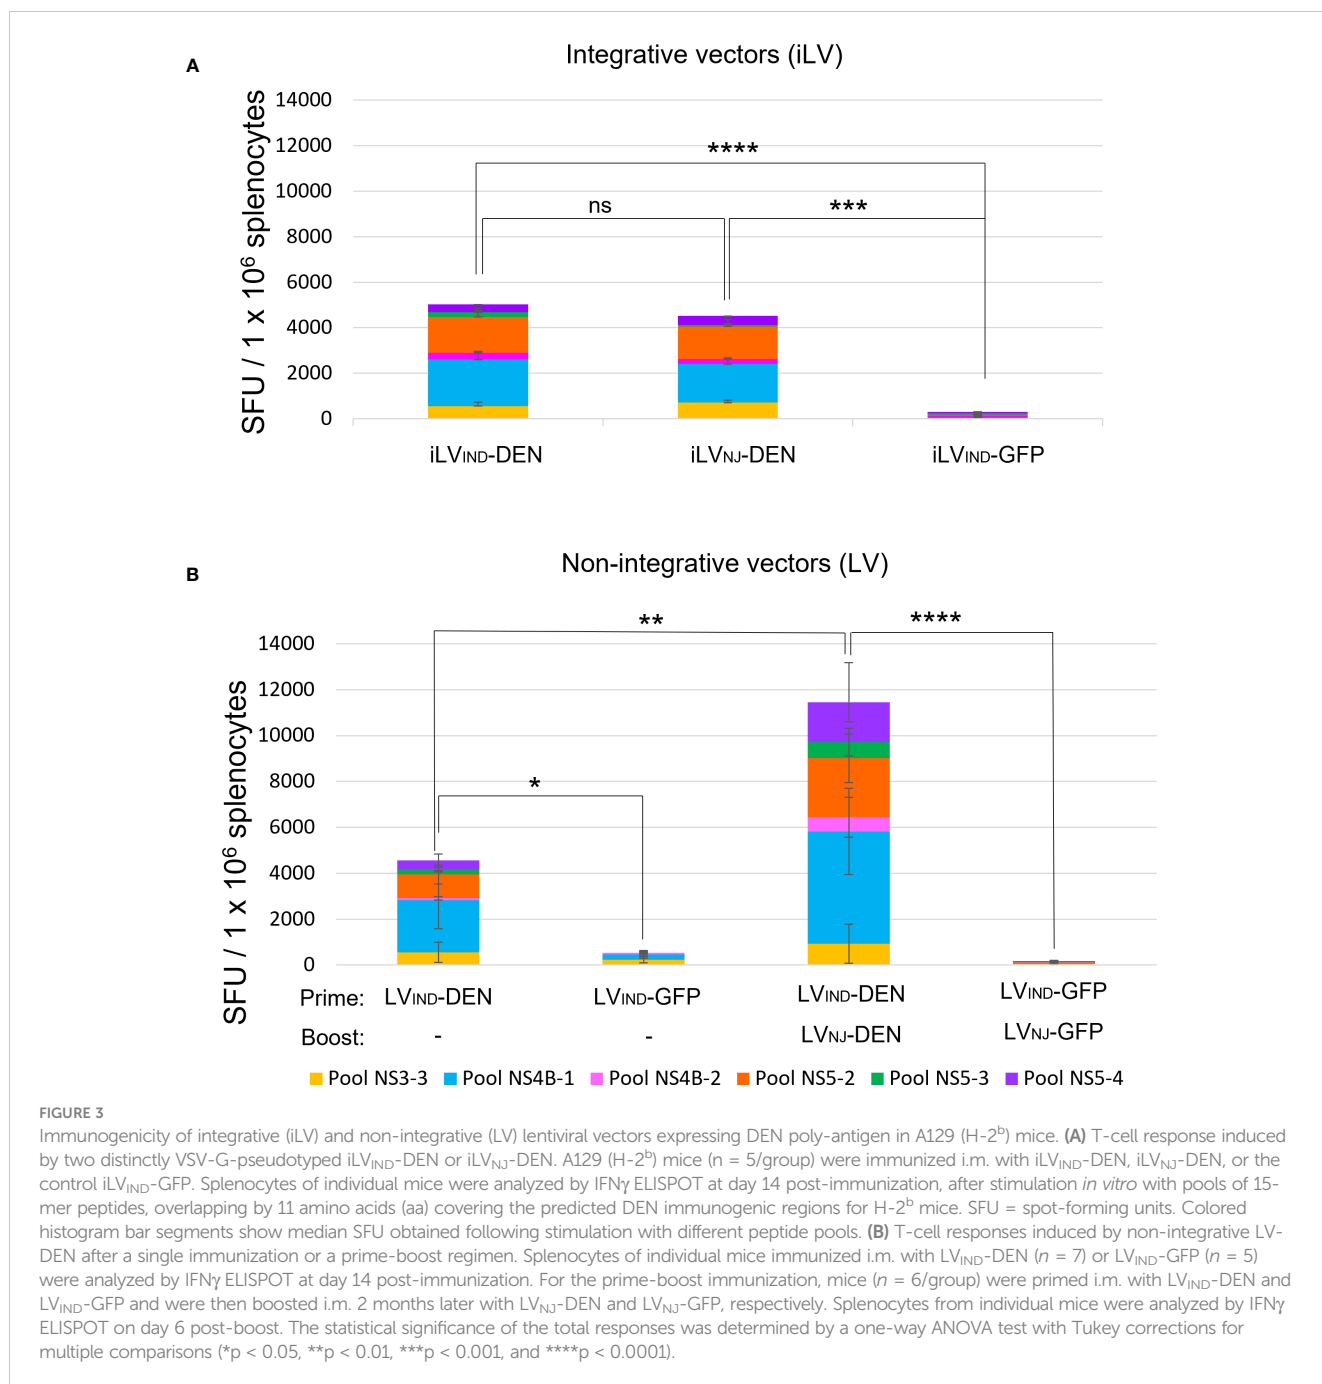 A
Integrative vectors (iLV)
SFU / 1 x 10⁶ splenocytes
14000
12000
10000
8000
6000
4000
2000
0
****
ns
***
iLVIND-DEN iLVNJ-DEN iLVIND-GFP
B
Non-integrative vectors (LV)
SFU / 1 x 10⁶ splenocytes
14000
12000
10000
8000
6000
4000
2000
0
**
****
*
Prime: LVIND-DEN LVIND-GFP LVIND-DEN LVIND-GFP
Boost: - - LVNJ-DEN LVNJ-GFP
Pool NS3-3 Pool NS4B-1 Pool NS4B-2 Pool NS5-2 Pool NS5-3 Pool NS5-4
FIGURE 3
Immunogenicity of integrative (iLV) and non-integrative (LV) lentiviral vectors expressing DEN poly-antigen in A129 (H-2ᵇ) mice. (A) T-cell response induced
by two distinctly VSV-G-pseudotyped iLVIND-DEN or iLVNJ-DEN. A129 (H-2ᵇ) mice (n = 5/group) were immunized i.m. with iLVIND-DEN, iLVNJ-DEN, or the
control iLVIND-GFP. Splenocytes of individual mice were analyzed by IFNγ ELISPOT at day 14 post-immunization, after stimulation in vitro with pools of 15-
mer peptides, overlapping by 11 amino acids (aa) covering the predicted DEN immunogenic regions for H-2ᵇ mice. SFU = spot-forming units. Colored
histogram bar segments show median SFU obtained following stimulation with different peptide pools. (B) T-cell responses induced by non-integrative LV-
DEN after a single immunization or a prime-boost regimen. Splenocytes of individual mice immunized i.m. with LVIND-DEN (n = 7) or LVIND-GFP (n = 5)
were analyzed by IFNγ ELISPOT at day 14 post-immunization. For the prime-boost immunization, mice (n = 6/group) were primed i.m. with LVIND-DEN and
LVIND-GFP and were then boosted i.m. 2 months later with LVNJ-DEN and LVNJ-GFP, respectively. Splenocytes from individual mice were analyzed by IFNγ
ELISPOT on day 6 post-boost. The statistical significance of the total responses was determined by a one-way ANOVA test with Tukey corrections for
multiple comparisons (*p < 0.05, **p < 0.01, ***p < 0.001, and ****p < 0.0001).